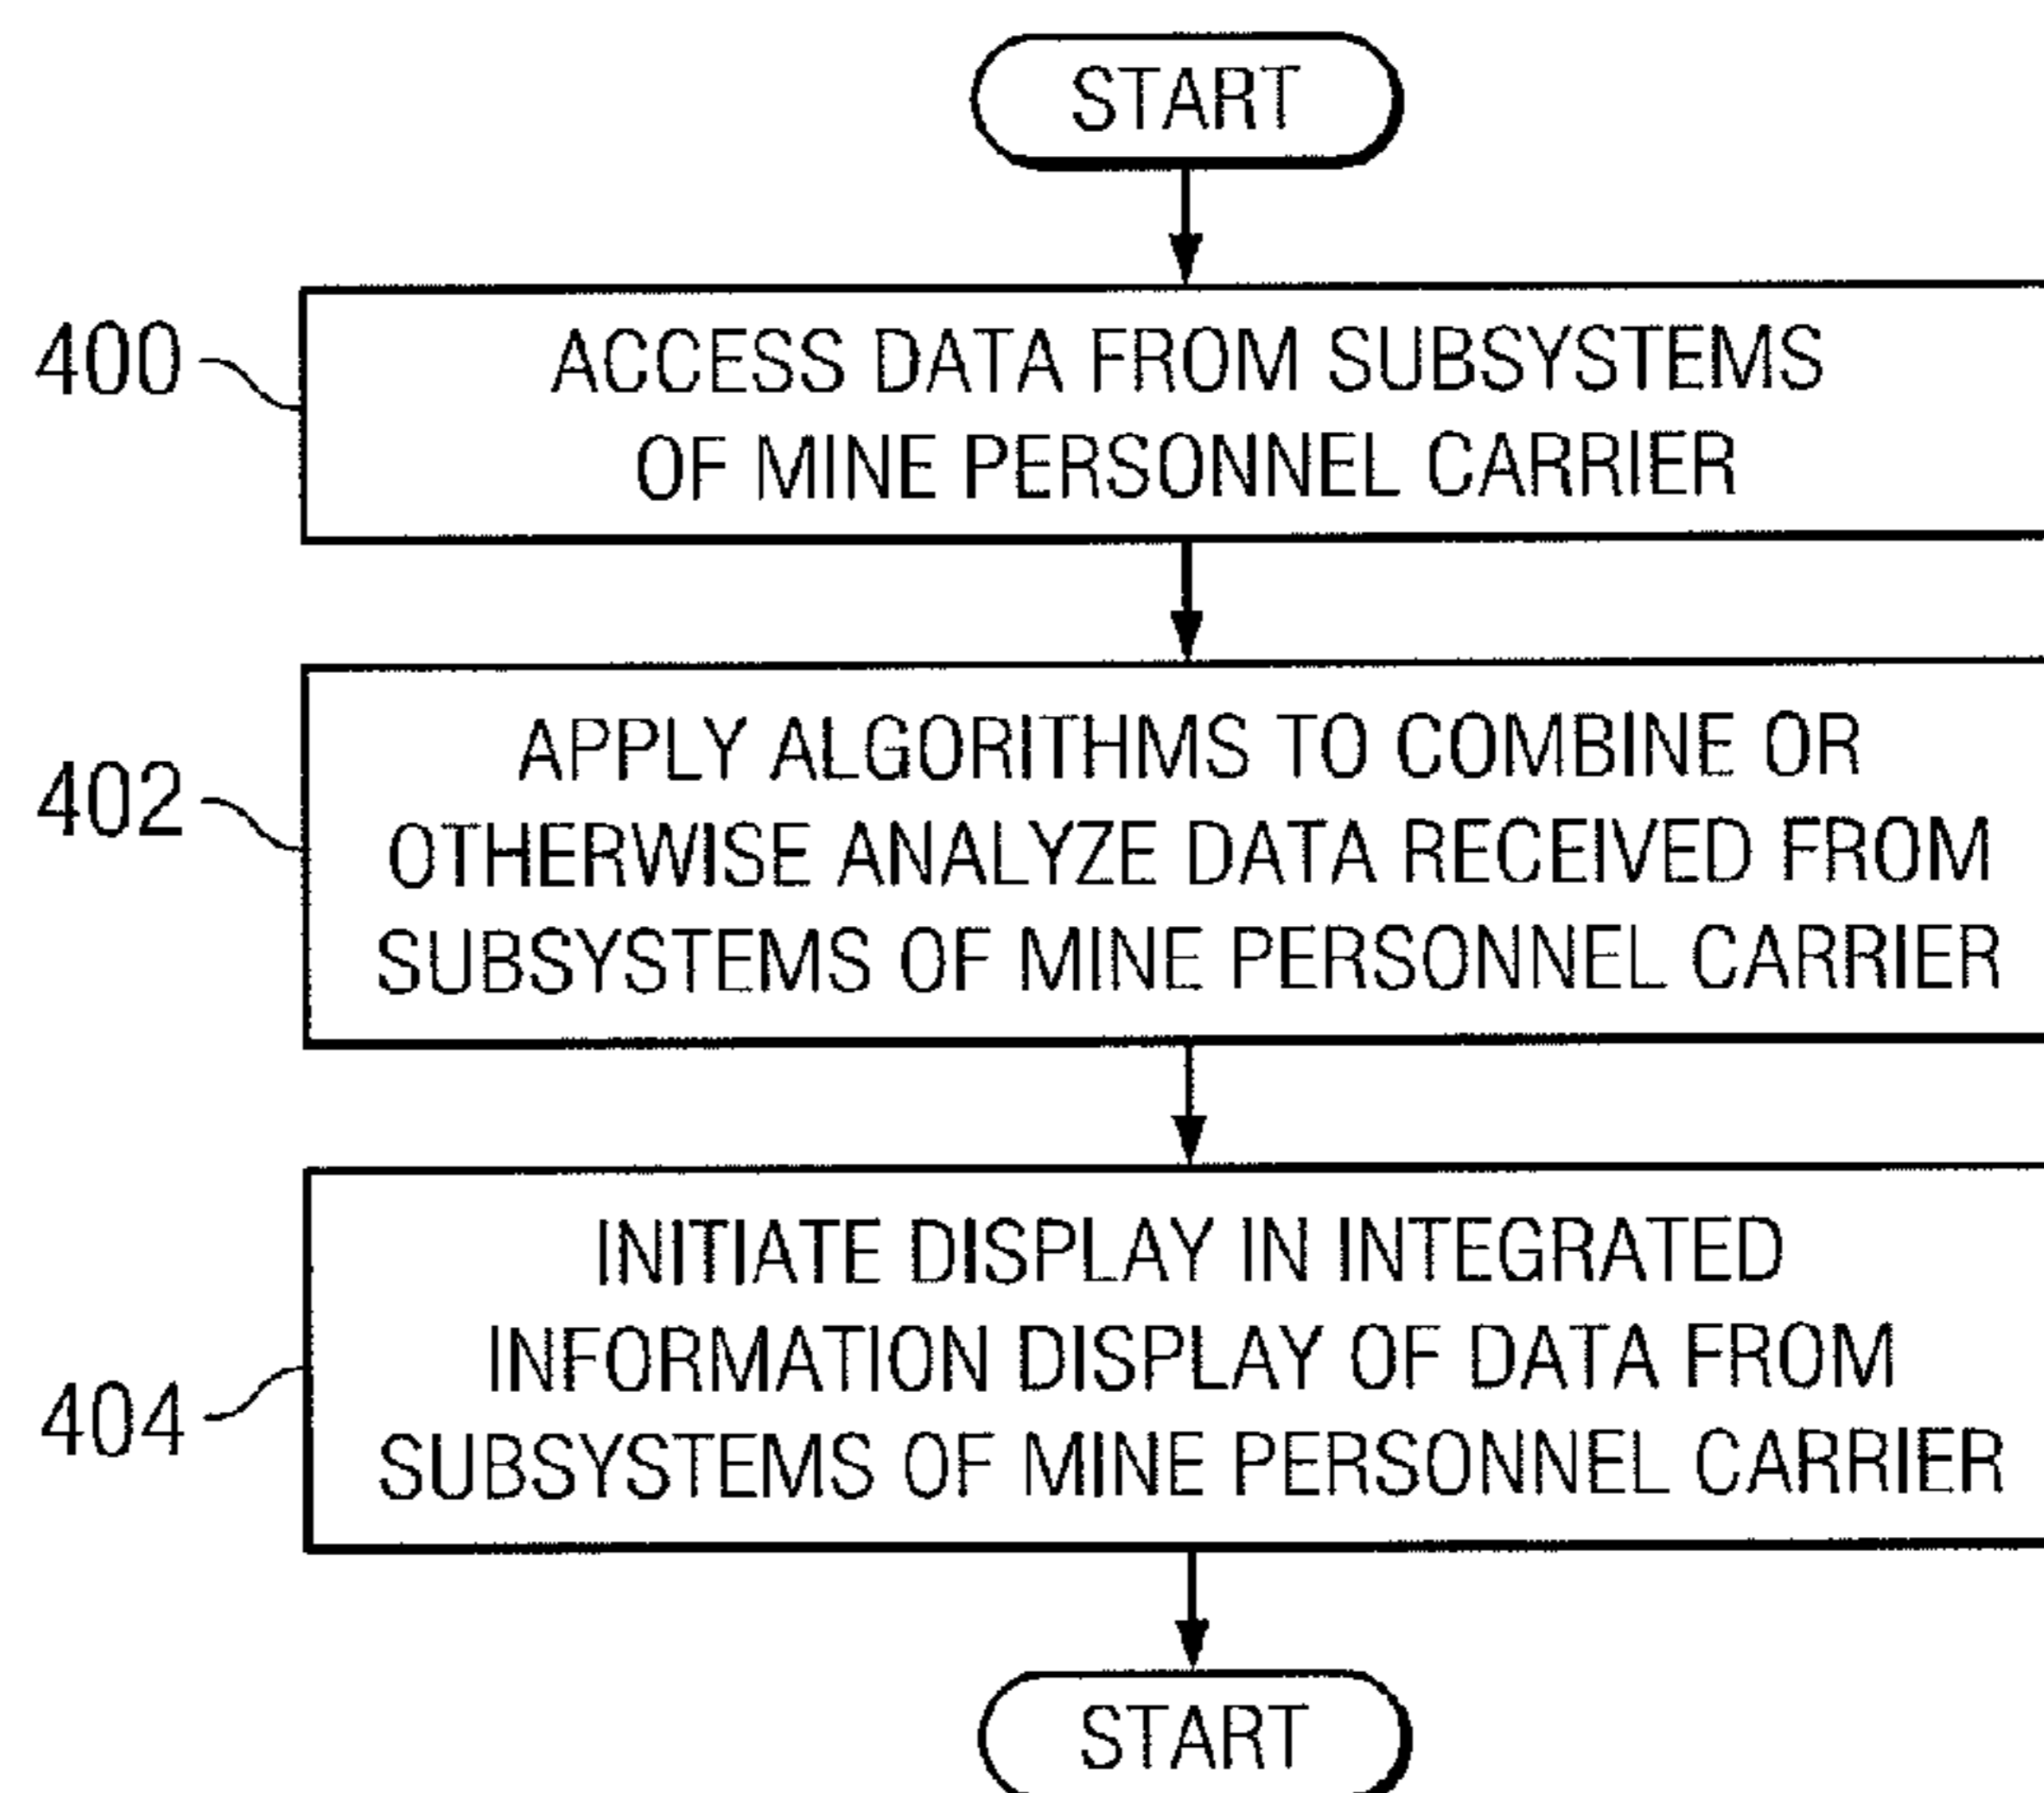 START
400
ACCESS DATA FROM SUBSYSTEMS
OF MINE PERSONNEL CARRIER
402
APPLY ALGORITHMS TO COMBINE OR
OTHERWISE ANALYZE DATA RECEIVED FROM
SUBSYSTEMS OF MINE PERSONNEL CARRIER
404
INITIATE DISPLAY IN INTEGRATED
INFORMATION DISPLAY OF DATA FROM
SUBSYSTEMS OF MINE PERSONNEL CARRIER
START